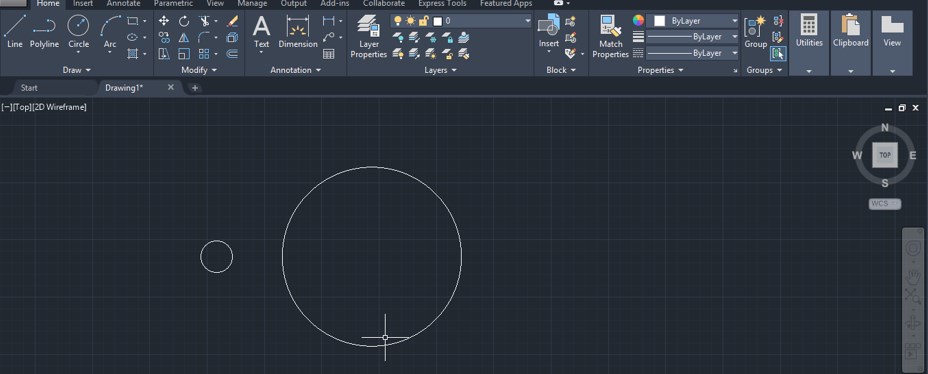 Home Insert Annotate Parametric View Manage Output Add-ins Collaborate Express Tools Featured Apps
0
ByLayer
ByLayer
ByLayer
Line Polyline Circle Arc
Text Dimension
Layer Properties
Insert
Match Properties
Group Utilities Clipboard View
Draw Modify Annotation Layers Block Properties Groups
Start Drawing1*
[−][Top][2D Wireframe]
N
W TOP E
S
WCS